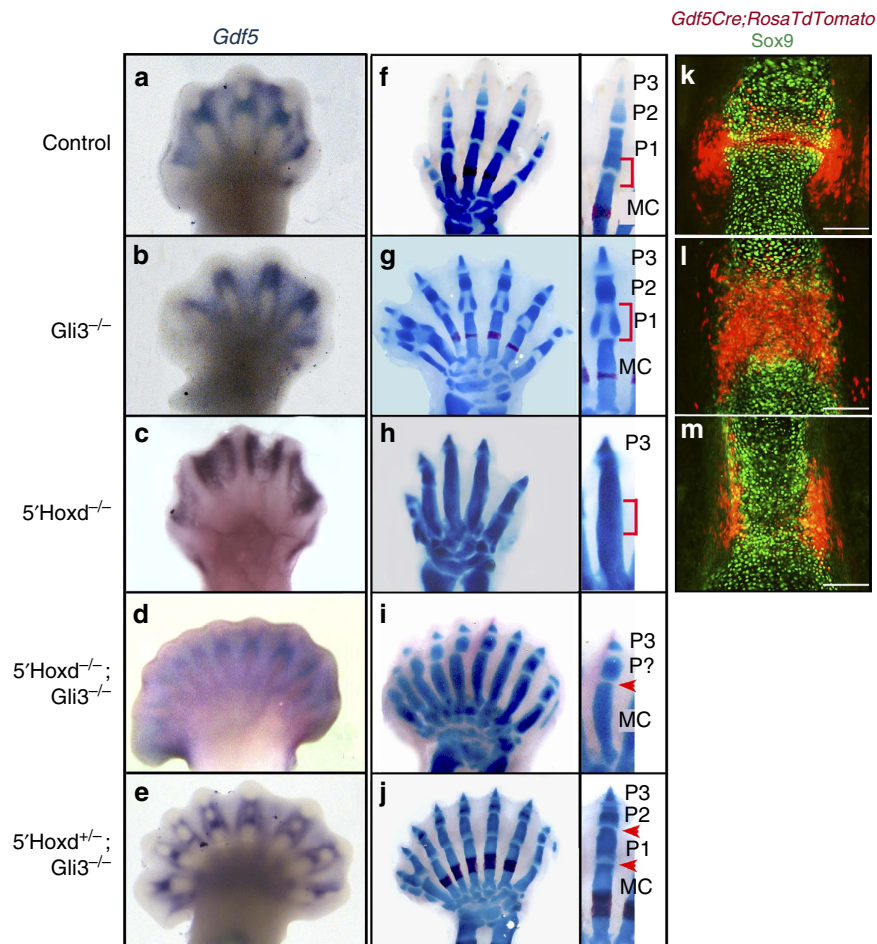 Gdf5
Gdf5Cre;RosaTdTomato
Sox9
Control
a
f
P3
P2
P1
MC
k
Gli3–/–
b
g
P3
P2
P1
MC
l
5′Hoxd–/–
c
h
P3
m
5′Hoxd–/–;
Gli3–/–
d
i
P3
P?
MC
5′Hoxd+/–;
Gli3–/–
e
j
P3
P2
P1
MC